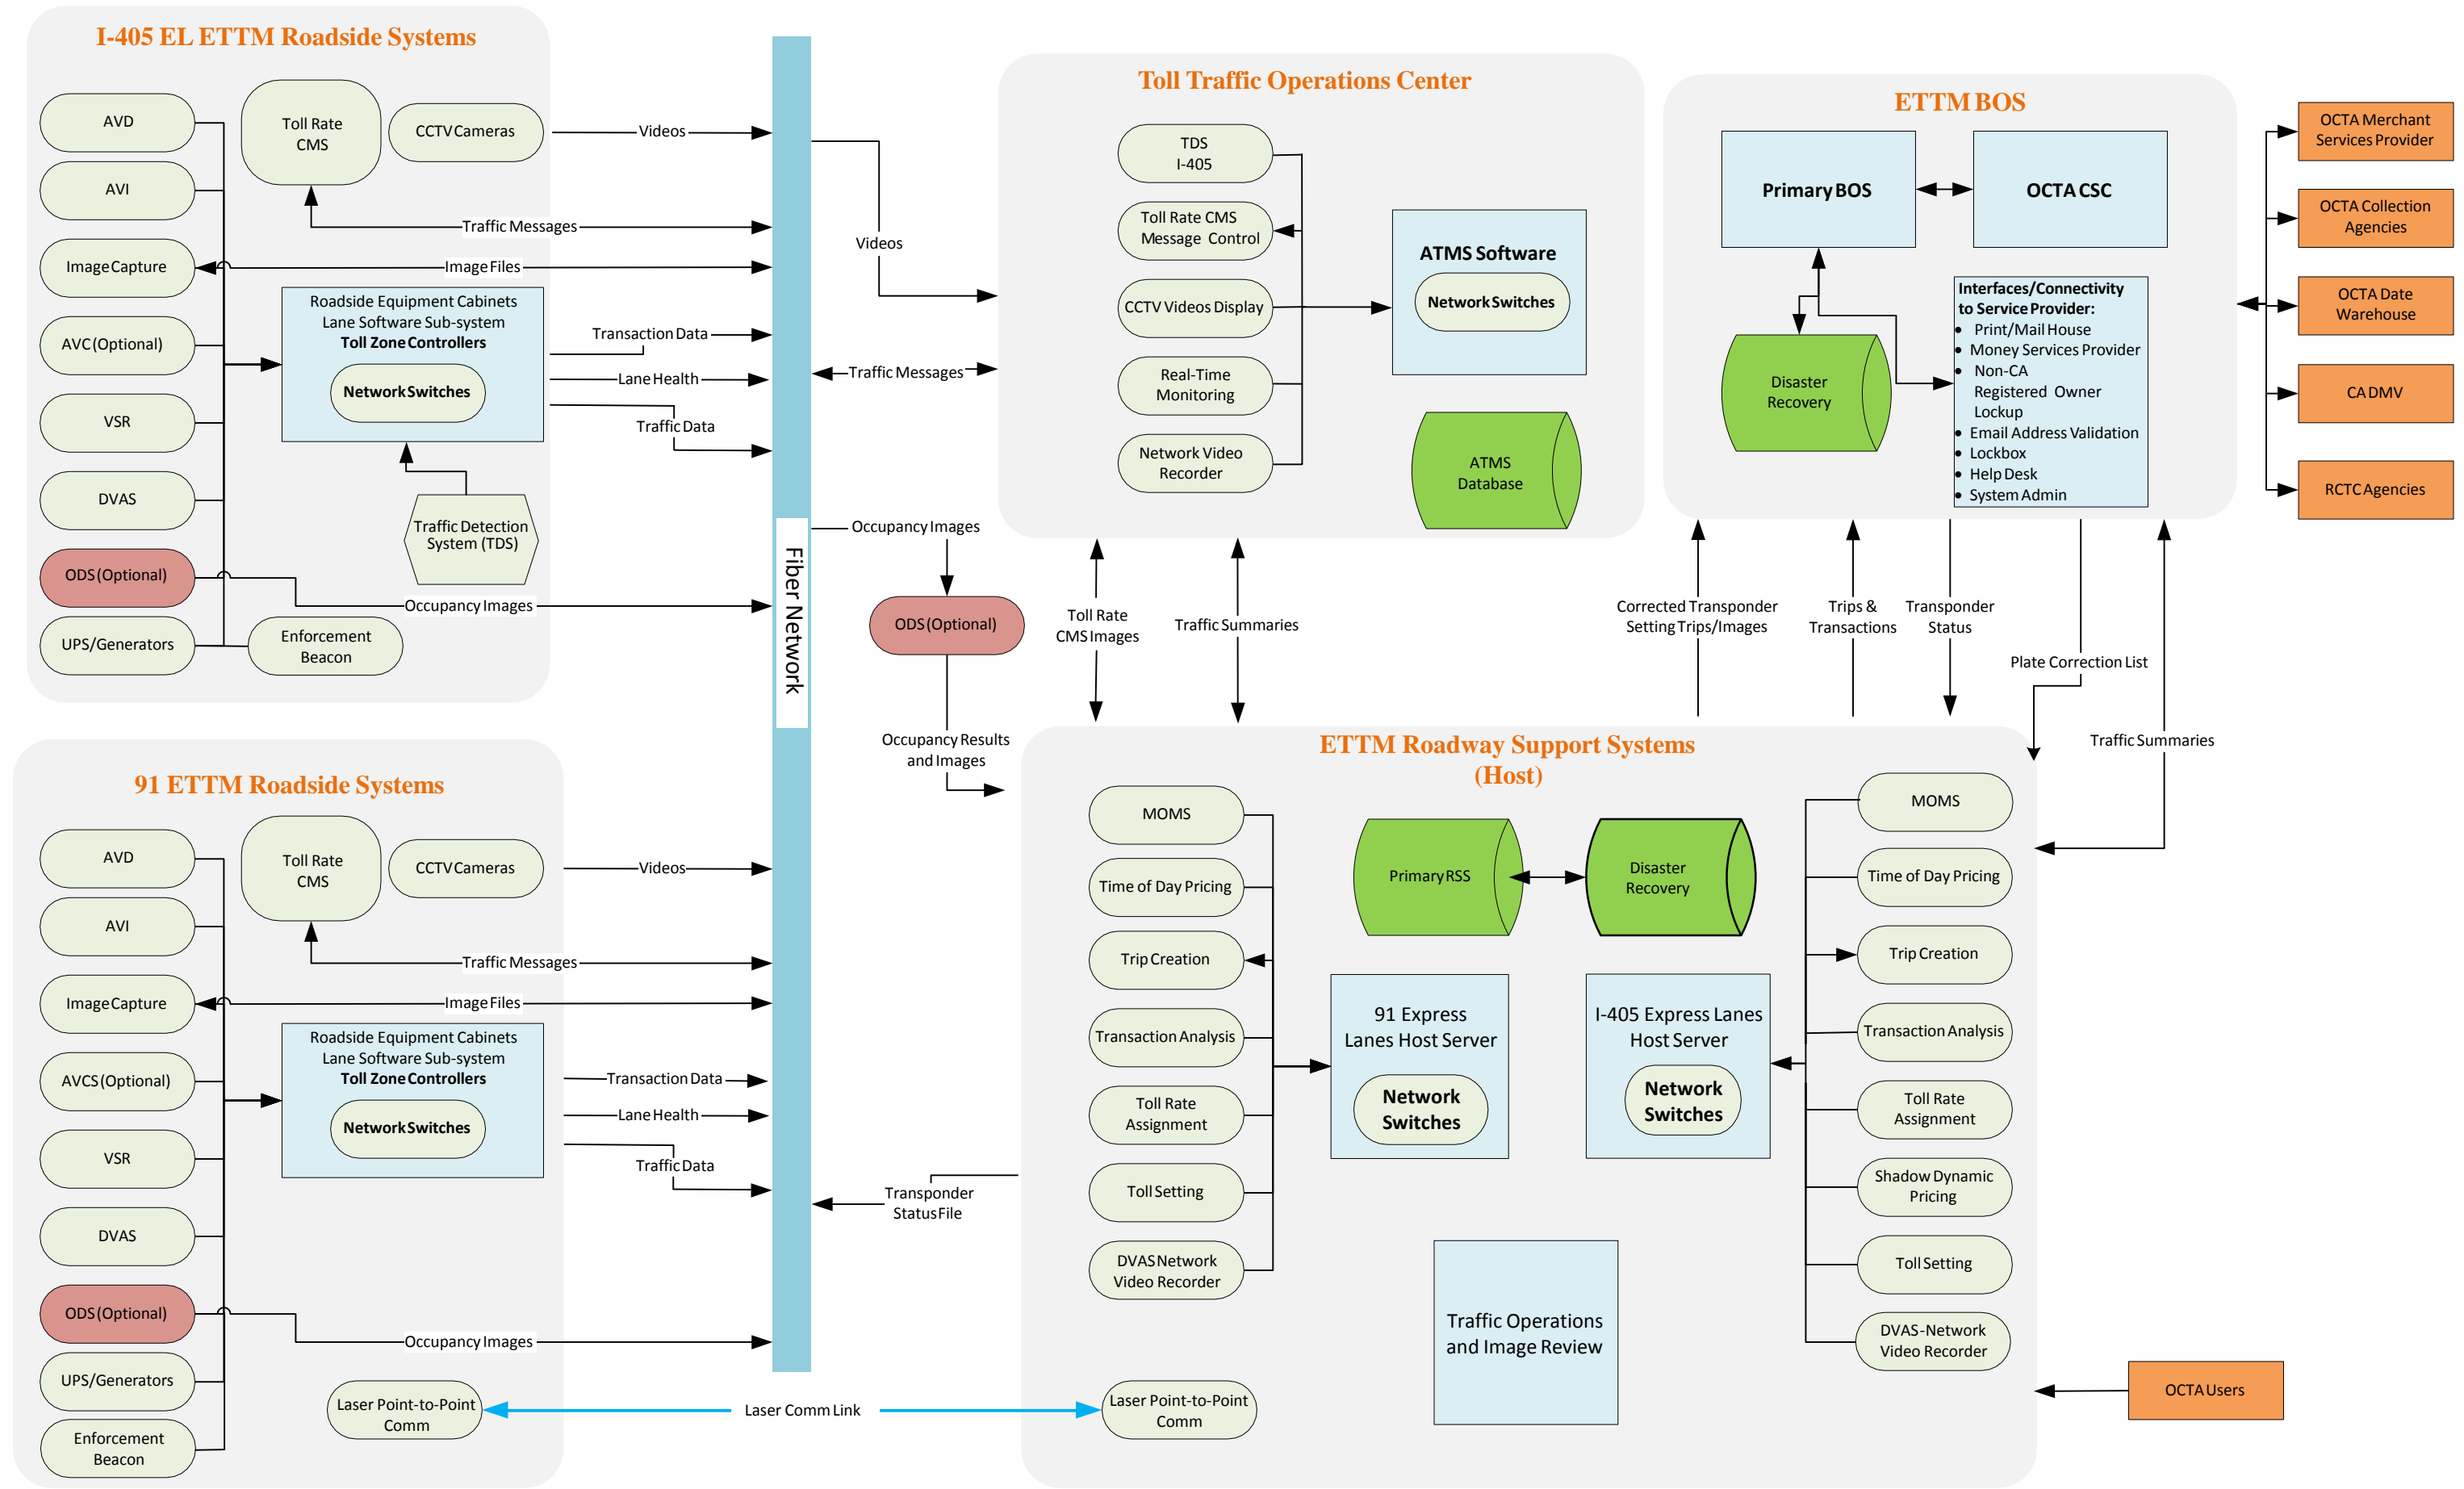 I-405 EL ETTM Roadside Systems
AVD
AVI
Image Capture
AVC (Optional)
VSR
DVAS
ODS (Optional)
UPS/Generators
Toll Rate
CMS
CCTV Cameras
Roadside Equipment Cabinets
Lane Software Sub-system
Toll Zone Controllers
Network Switches
Traffic Detection
System (TDS)
Enforcement
Beacon
Videos
Traffic Messages
Image Files
Transaction Data
Lane Health
Traffic Data
Occupancy Images
91 ETTM Roadside Systems
AVD
AVI
Image Capture
AVCS (Optional)
VSR
DVAS
ODS (Optional)
UPS/Generators
Enforcement
Beacon
Toll Rate
CMS
CCTV Cameras
Roadside Equipment Cabinets
Lane Software Sub-system
Toll Zone Controllers
Network Switches
Laser Point-to-Point
Comm
Videos
Traffic Messages
Image Files
Transaction Data
Lane Health
Traffic Data
Occupancy Images
Laser Comm Link
Fiber Network
Videos
Traffic Messages
Occupancy Images
ODS (Optional)
Occupancy Results
and Images
Transponder
Status File
Toll Traffic Operations Center
TDS
I-405
Toll Rate CMS
Message Control
CCTV Videos Display
Real-Time
Monitoring
Network Video
Recorder
ATMS Software
Network Switches
ATMS
Database
Toll Rate
CMS Images
Traffic Summaries
ETTM BOS
Primary BOS
OCTA CSC
Disaster
Recovery
Interfaces/Connectivity
to Service Provider:
• Print/Mail House
• Money Services Provider
• Non-CA
Registered Owner
Lockup
• Email Address Validation
• Lockbox
• Help Desk
• System Admin
OCTA Merchant
Services Provider
OCTA Collection
Agencies
OCTA Date
Warehouse
CA DMV
RCTC Agencies
Corrected Transponder
Setting Trips/Images
Trips &
Transactions
Transponder
Status
Plate Correction List
Traffic Summaries
ETTM Roadway Support Systems
(Host)
MOMS
Time of Day Pricing
Trip Creation
Transaction Analysis
Toll Rate
Assignment
Toll Setting
DVAS Network
Video Recorder
Laser Point-to-Point
Comm
Primary RSS
Disaster
Recovery
91 Express
Lanes Host Server
Network
Switches
I-405 Express Lanes
Host Server
Network
Switches
Traffic Operations
and Image Review
MOMS
Time of Day Pricing
Trip Creation
Transaction Analysis
Toll Rate
Assignment
Shadow Dynamic
Pricing
Toll Setting
DVAS-Network
Video Recorder
OCTA Users